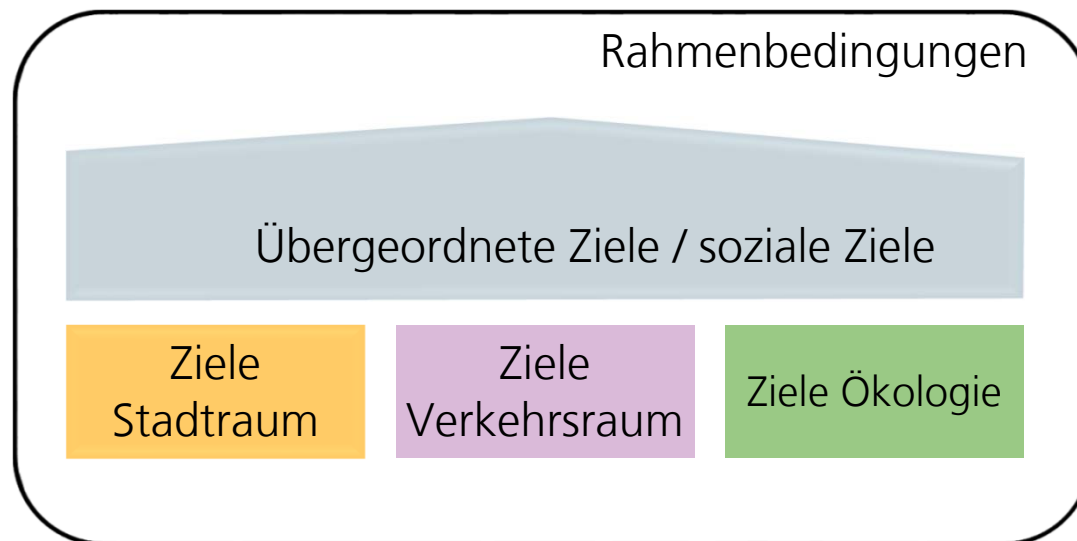 Rahmenbedingungen
Übergeordnete Ziele / soziale Ziele
Ziele
Stadtraum
Ziele
Verkehrsraum
Ziele Ökologie